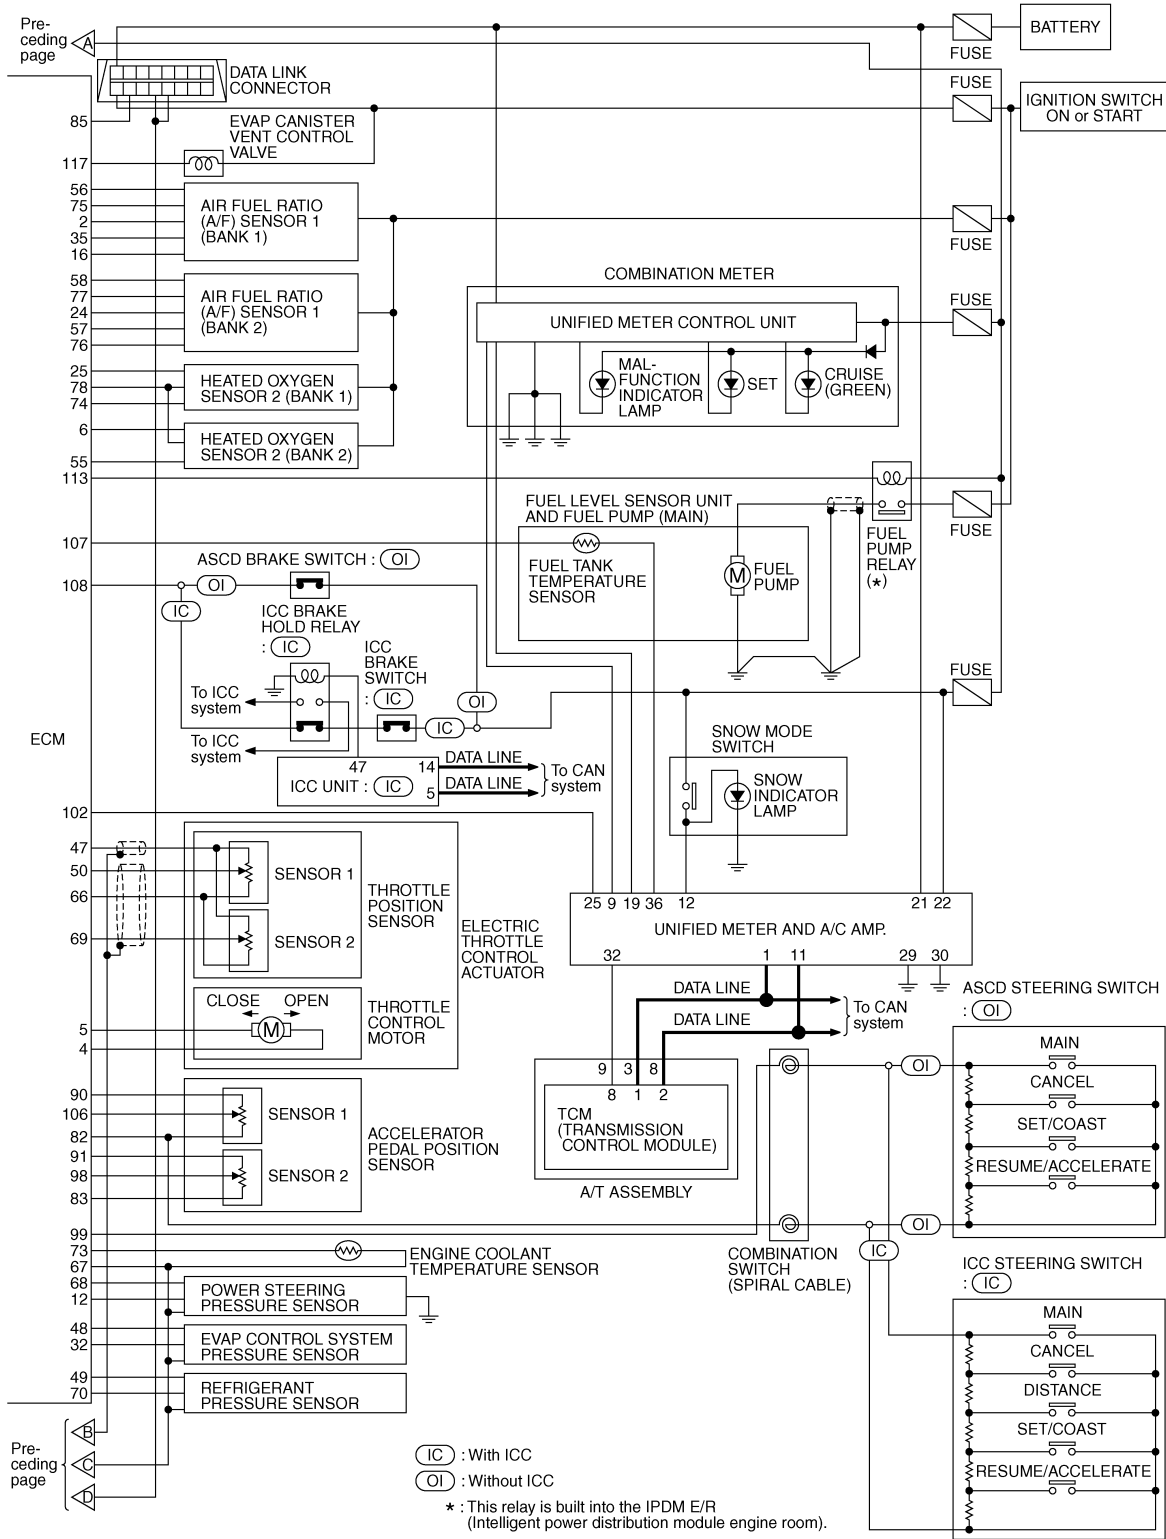 Pre-
ceding
page
A
BATTERY
FUSE
DATA LINK
CONNECTOR
FUSE
IGNITION SWITCH
ON or START
85
EVAP CANISTER
VENT CONTROL
VALVE
117
56
75
2
35
16
AIR FUEL RATIO
(A/F) SENSOR 1
(BANK 1)
FUSE
58
77
24
57
76
AIR FUEL RATIO
(A/F) SENSOR 1
(BANK 2)
COMBINATION METER
UNIFIED METER CONTROL UNIT
FUSE
MAL-
FUNCTION
INDICATOR
LAMP
SET
CRUISE
(GREEN)
25
78
74
HEATED OXYGEN
SENSOR 2 (BANK 1)
6
55
HEATED OXYGEN
SENSOR 2 (BANK 2)
113
FUEL LEVEL SENSOR UNIT
AND FUEL PUMP (MAIN)
FUSE
FUEL
PUMP
RELAY
(*)
107
FUEL TANK
TEMPERATURE
SENSOR
M
FUEL
PUMP
ASCD BRAKE SWITCH : OI
108
OI
IC
ICC BRAKE
HOLD RELAY
: IC
ICC
BRAKE
SWITCH
: IC
To ICC
system
OI
IC
To ICC
system
FUSE
ECM
47
14
5
ICC UNIT : IC
DATA LINE
DATA LINE
To CAN
system
SNOW MODE
SWITCH
SNOW
INDICATOR
LAMP
102
47
50
66
69
SENSOR 1
SENSOR 2
THROTTLE
POSITION
SENSOR
ELECTRIC
THROTTLE
CONTROL
ACTUATOR
CLOSE
OPEN
M
THROTTLE
CONTROL
MOTOR
5
4
25 9 19 36 12 21 22
UNIFIED METER AND A/C AMP.
32 1 11 29 30
DATA LINE
DATA LINE
To CAN
system
9 3 8
8 1 2
TCM
(TRANSMISSION
CONTROL MODULE)
A/T ASSEMBLY
ASCD STEERING SWITCH
: OI
OI
MAIN
CANCEL
SET/COAST
RESUME/ACCELERATE
OI
90
106
82
91
98
83
SENSOR 1
SENSOR 2
ACCELERATOR
PEDAL POSITION
SENSOR
COMBINATION
SWITCH
(SPIRAL CABLE)
IC
ICC STEERING SWITCH
: IC
MAIN
CANCEL
DISTANCE
SET/COAST
RESUME/ACCELERATE
99
73
67
68
12
48
32
49
70
ENGINE COOLANT
TEMPERATURE SENSOR
POWER STEERING
PRESSURE SENSOR
EVAP CONTROL SYSTEM
PRESSURE SENSOR
REFRIGERANT
PRESSURE SENSOR
Pre-
ceding
page
B
C
D
IC : With ICC
OI : Without ICC
* : This relay is built into the IPDM E/R
(Intelligent power distribution module engine room).